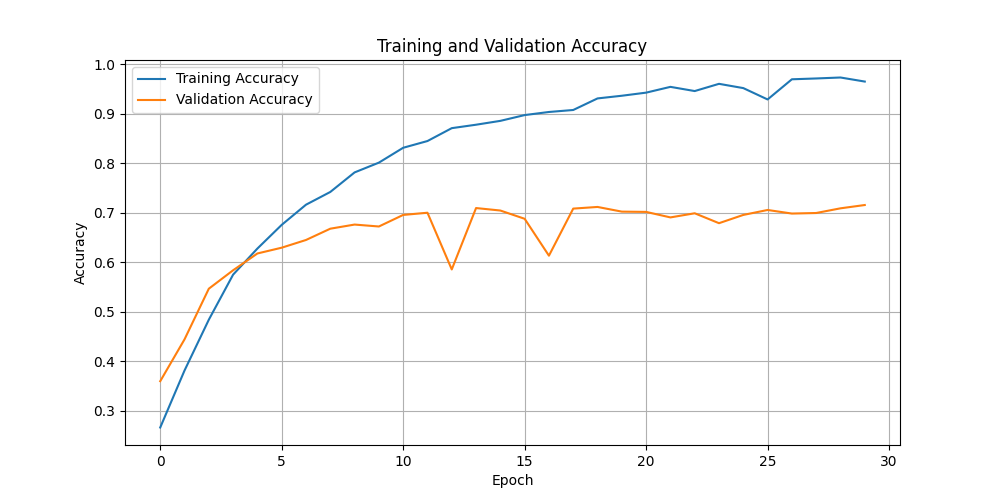 Training and Validation Accuracy
Training Accuracy
Validation Accuracy
1.0
0.9
0.8
0.7
0.6
0.5
0.4
0.3
Accuracy
0 5 10 15 20 25 30
Epoch